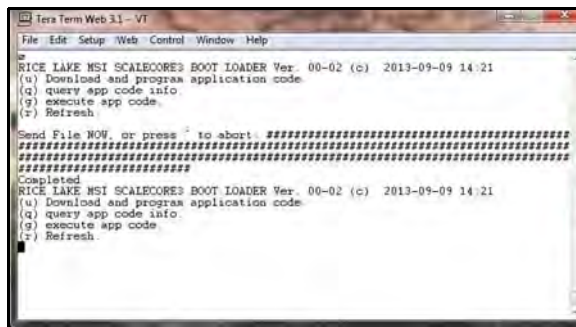 Tera Term Web 3.1 - VT
File Edit Setup Web Control Window Help
RICE LAKE MSI SCALECORE3 BOOT LOADER Ver. 00-02 (c) 2013-09-09 14:21
(u) Download and program application code.
(q) query app code info.
(g) execute app code.
(r) Refresh.
Send File NOW, or press ` to abort. ############################################
################################################################################
################################################################################
#########################
Completed
RICE LAKE MSI SCALECORE3 BOOT LOADER Ver. 00-02 (c) 2013-09-09 14:21
(u) Download and program application code.
(q) query app code info.
(g) execute app code.
(r) Refresh.